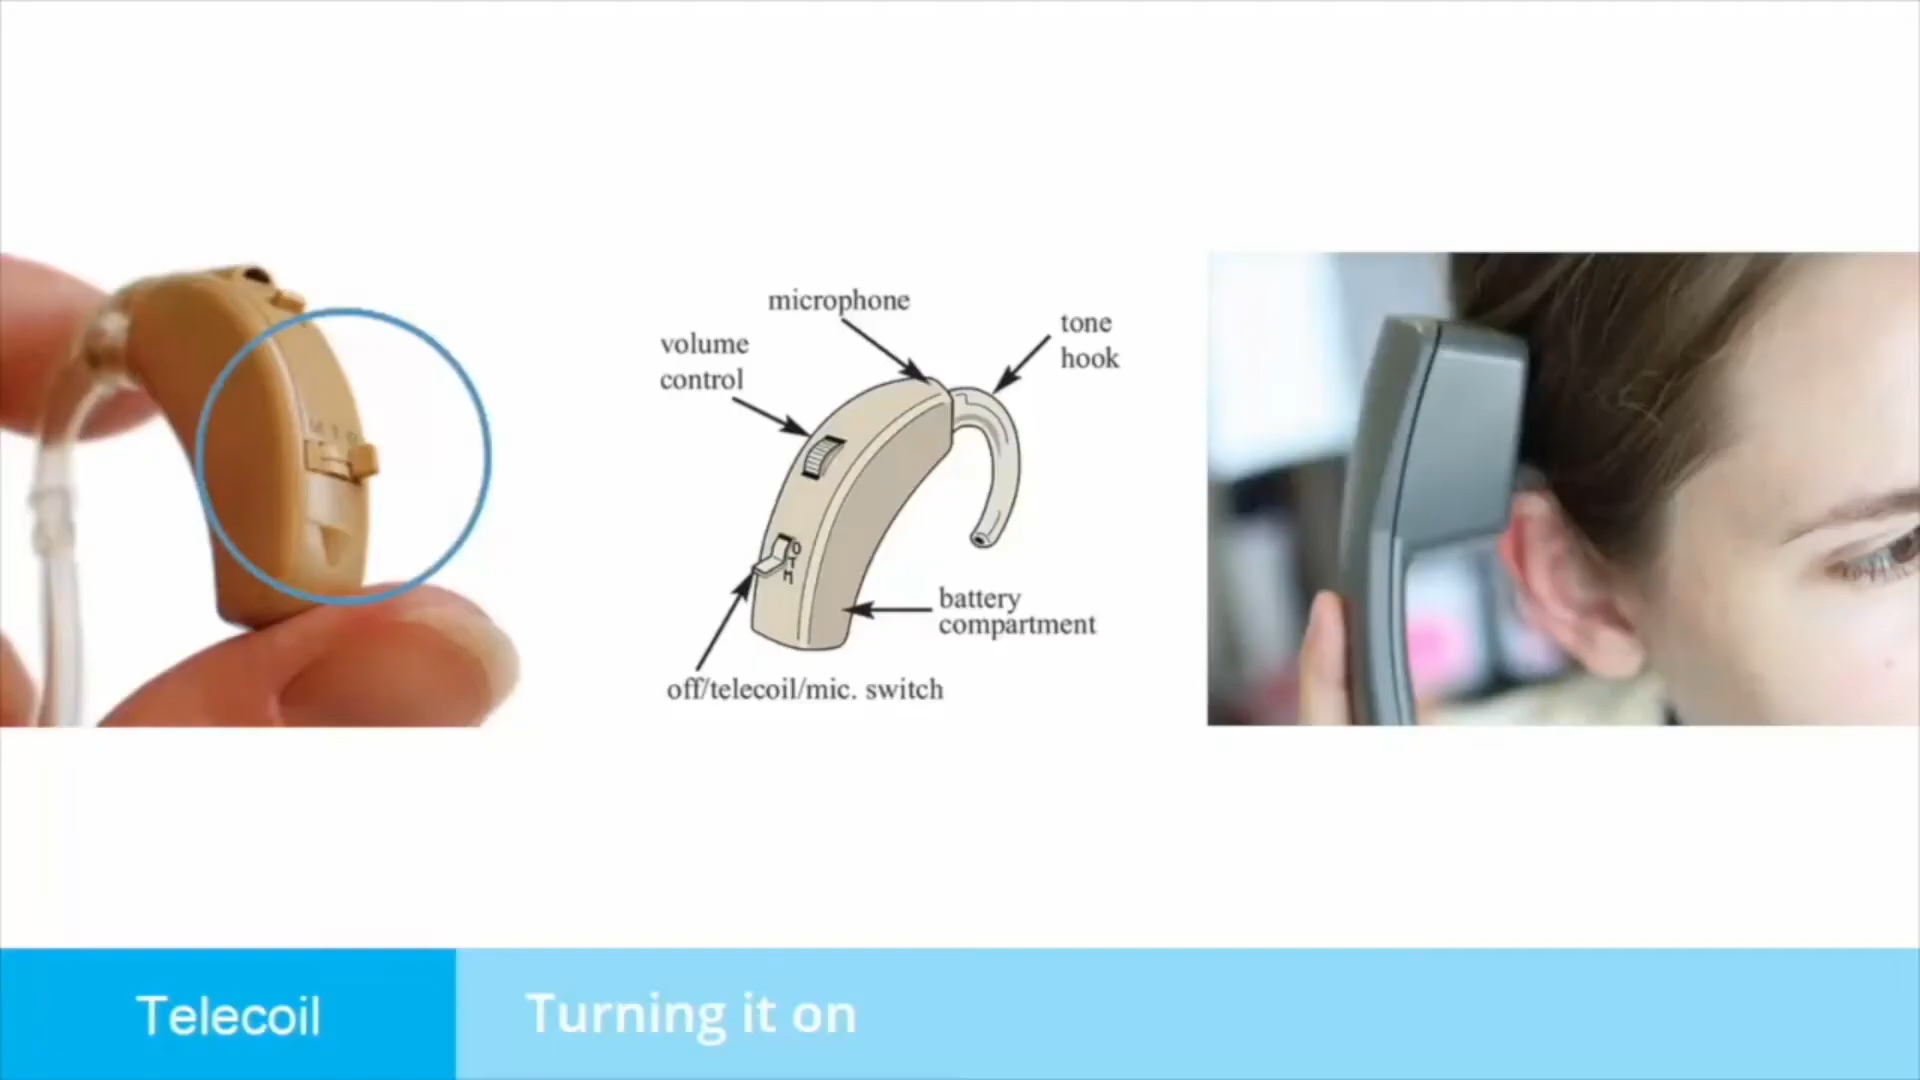 microphone
tone
hook
volume
control
O
T
M
battery
compartment
off/telecoil/mic. switch
M T O
Telecoil
Turning it on